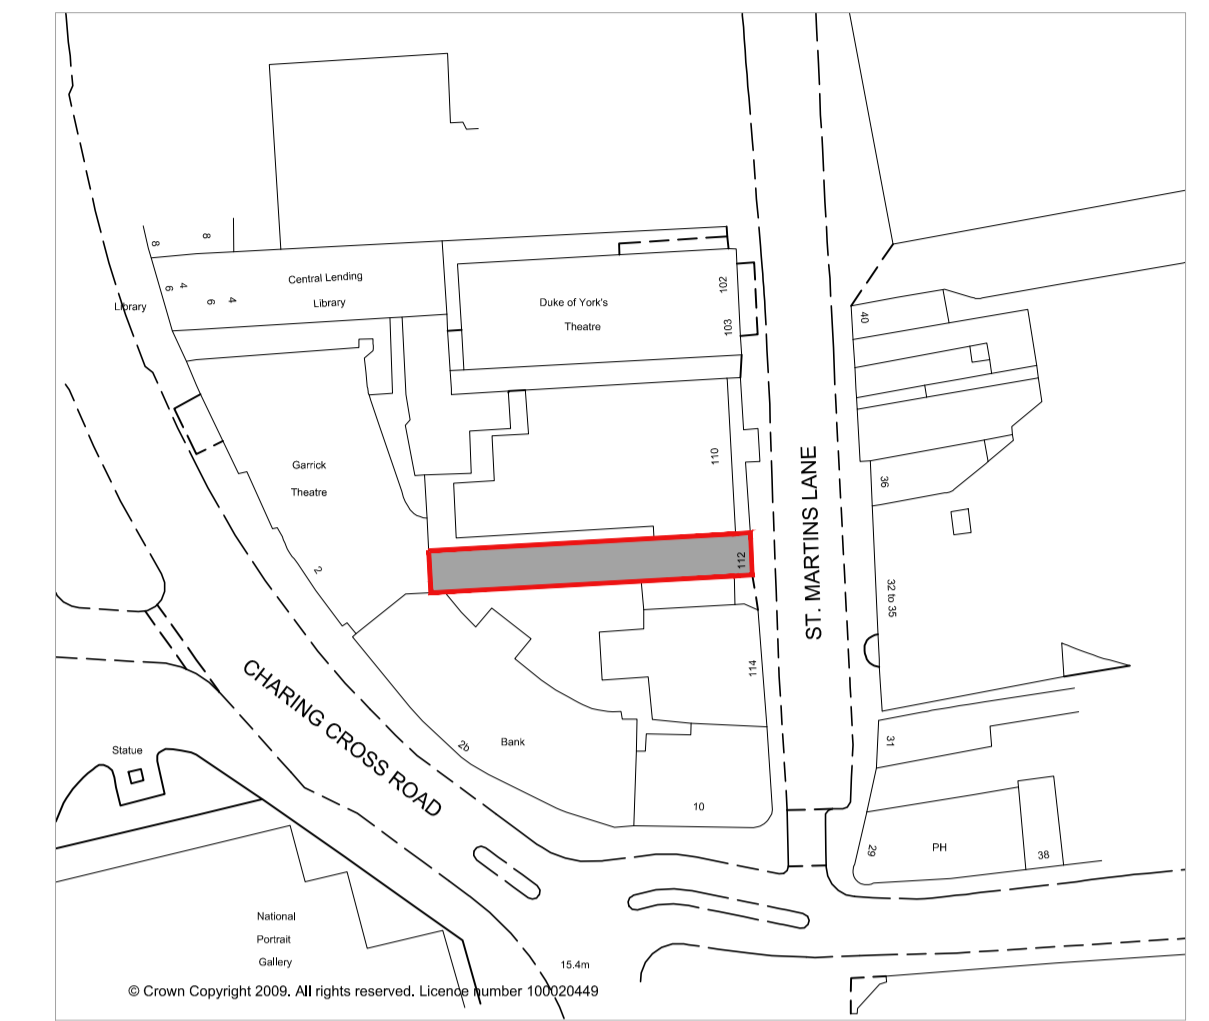 8
8
6
4
6
4
Central Lending
Library
Library
Duke of York's
Theatre
102
103
40
Garrick
Theatre
110
36
ST. MARTINS LANE
112
2
32 to 35
114
CHARING CROSS ROAD
Statue
2b
Bank
31
10
29
PH
38
National
Portrait
Gallery
15.4m
© Crown Copyright 2009. All rights reserved. Licence number 100020449